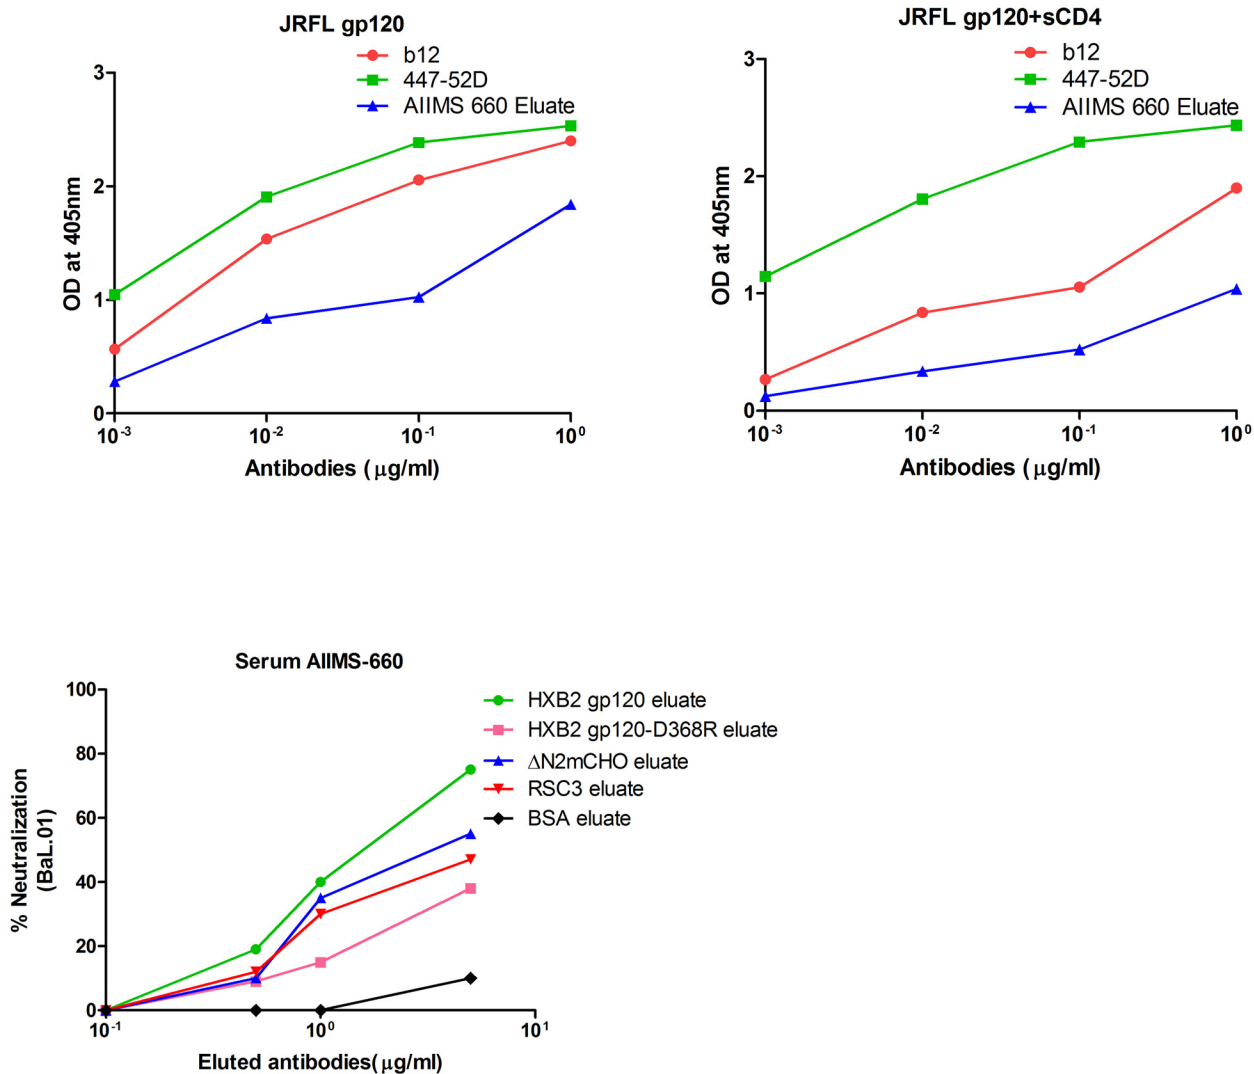 JRFL gp120
b12
447-52D
AIIMS 660 Eluate
3
2
1
0
OD at 405nm
10-3
10-2
10-1
100
Antibodies (μg/ml)
JRFL gp120+sCD4
b12
447-52D
AIIMS 660 Eluate
3
2
1
0
OD at 405nm
10-3
10-2
10-1
100
Antibodies (μg/ml)
Serum AIIMS-660
HXB2 gp120 eluate
HXB2 gp120-D368R eluate
ΔN2mCHO eluate
RSC3 eluate
BSA eluate
100
80
60
40
20
0
% Neutralization
(BaL.01)
10-1
100
101
Eluted antibodies(μg/ml)